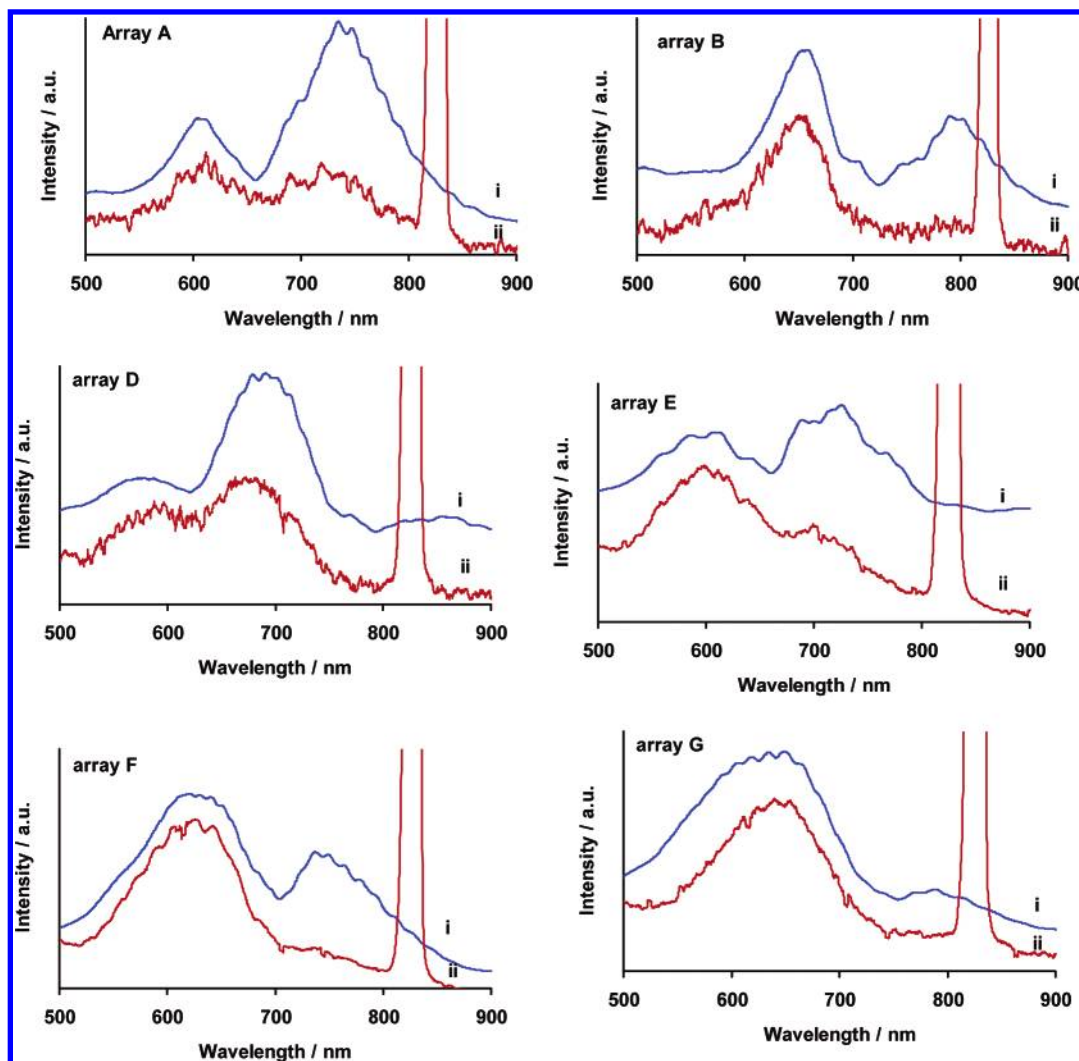 Array A
Intensity / a.u.
i
ii
500 600 700 800 900
Wavelength / nm
array B
Intensity / a.u.
i
ii
500 600 700 800 900
Wavelength / nm
array D
Intensity / a.u.
i
ii
500 600 700 800 900
Wavelength / nm
array E
Intensity / a.u.
i
ii
500 600 700 800 900
Wavelength / nm
array F
Intensity / a.u.
i
ii
500 600 700 800 900
Wavelength / nm
array G
Intensity / a.u.
i
ii
500 600 700 800 900
Wavelength / nm